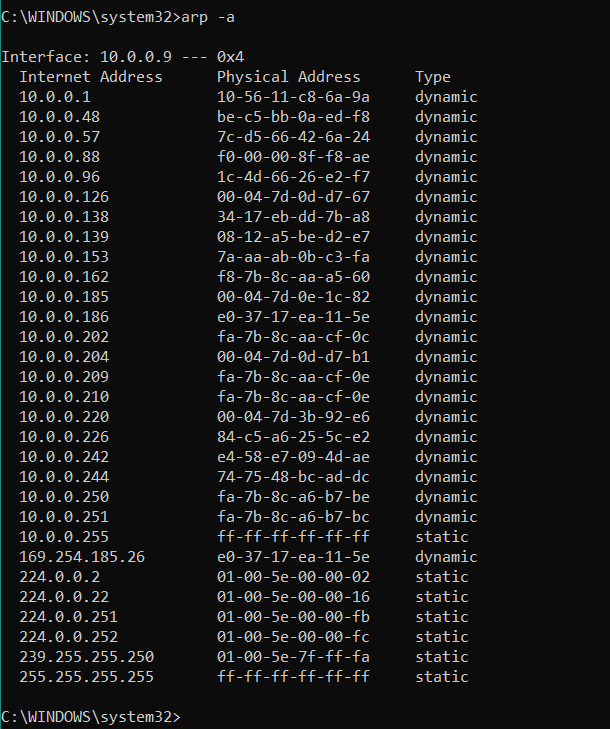 C:\WINDOWS\system32>arp -a
Interface: 10.0.0.9 --- 0x4
Internet Address Physical Address Type
10.0.0.1 10-56-11-c8-6a-9a dynamic
10.0.0.48 be-c5-bb-0a-ed-f8 dynamic
10.0.0.57 7c-d5-66-42-6a-24 dynamic
10.0.0.88 f0-00-00-8f-f8-ae dynamic
10.0.0.96 1c-4d-66-26-e2-f7 dynamic
10.0.0.126 00-04-7d-0d-d7-67 dynamic
10.0.0.138 34-17-eb-dd-7b-a8 dynamic
10.0.0.139 08-12-a5-be-d2-e7 dynamic
10.0.0.153 7a-aa-ab-0b-c3-fa dynamic
10.0.0.162 f8-7b-8c-aa-a5-60 dynamic
10.0.0.185 00-04-7d-0e-1c-82 dynamic
10.0.0.186 e0-37-17-ea-11-5e dynamic
10.0.0.202 fa-7b-8c-aa-cf-0c dynamic
10.0.0.204 00-04-7d-0d-d7-b1 dynamic
10.0.0.209 fa-7b-8c-aa-cf-0e dynamic
10.0.0.210 fa-7b-8c-aa-cf-0e dynamic
10.0.0.220 00-04-7d-3b-92-e6 dynamic
10.0.0.226 84-c5-a6-25-5c-e2 dynamic
10.0.0.242 e4-58-e7-09-4d-ae dynamic
10.0.0.244 74-75-48-bc-ad-dc dynamic
10.0.0.250 fa-7b-8c-a6-b7-be dynamic
10.0.0.251 fa-7b-8c-a6-b7-bc dynamic
10.0.0.255 ff-ff-ff-ff-ff-ff static
169.254.185.26 e0-37-17-ea-11-5e dynamic
224.0.0.2 01-00-5e-00-00-02 static
224.0.0.22 01-00-5e-00-00-16 static
224.0.0.251 01-00-5e-00-00-fb static
224.0.0.252 01-00-5e-00-00-fc static
239.255.255.250 01-00-5e-7f-ff-fa static
255.255.255.255 ff-ff-ff-ff-ff-ff static
C:\WINDOWS\system32>